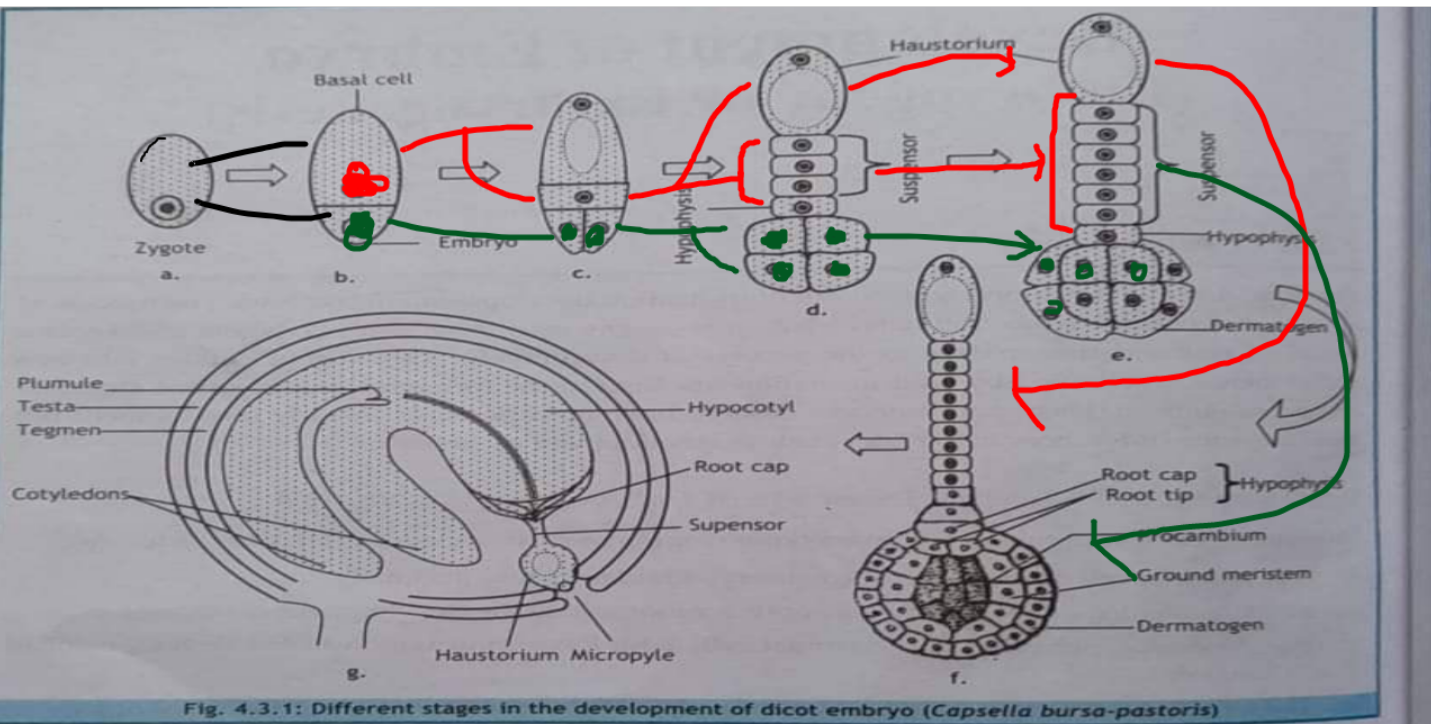 Haustorium
Basal cell
Suspensor
Suspensor
Hypophysis
Embryo
Zygote
a.
b.
c.
d.
Hypophysis
Dermatogen
e.
Plumule
Testa
Tegmen
Cotyledons
Hypocotyl
Root cap
Supensor
Haustorium Micropyle
g.
Root cap
Root tip
Hypophysis
Procambium
Ground meristem
Dermatogen
f.
Fig. 4.3.1: Different stages in the development of dicot embryo (Capsella bursa-pastoris)